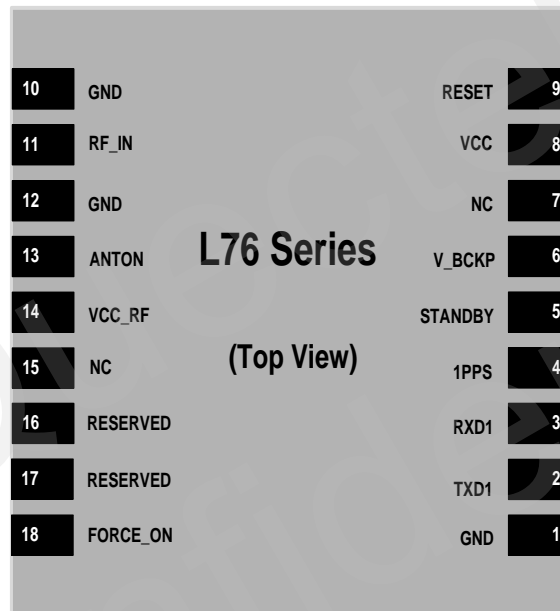 10 GND RESET 9
11 RF_IN VCC 8
12 GND NC 7
L76 Series
13 ANTON V_BCKP 6
14 VCC_RF STANDBY 5
(Top View)
15 NC 1PPS 4
16 RESERVED RXD1 3
17 RESERVED TXD1 2
18 FORCE_ON GND 1